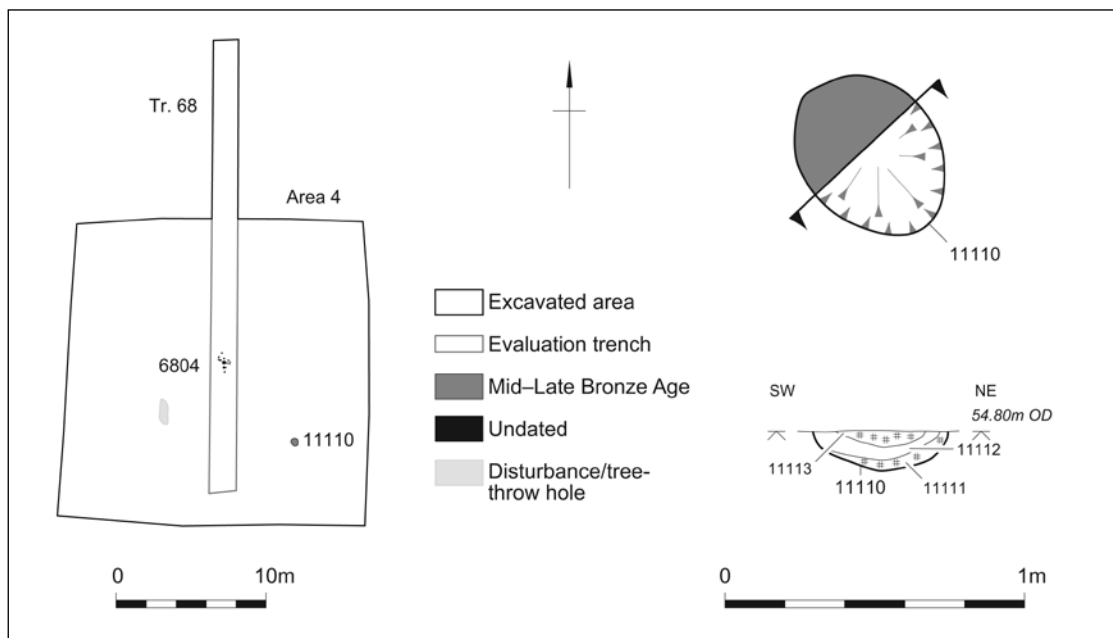 Tr. 68
Area 4
6804
11110
0 10m
Excavated area
Evaluation trench
Mid–Late Bronze Age
Undated
Disturbance/tree-
throw hole
11110
SW NE
54.80m OD
11113 11112
11110 11111
0 1m